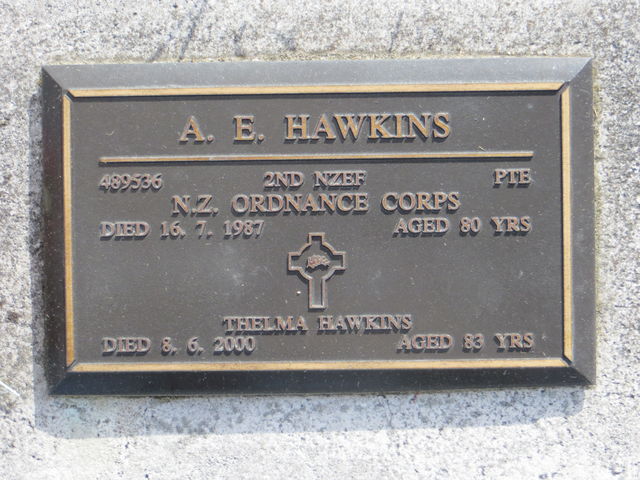 A. E. HAWKINS
489536 2ND NZEF PTE
N.Z. ORDNANCE CORPS
DIED 16. 7. 1987 AGED 80 YRS
THELMA HAWKINS
DIED 8. 6. 2000 AGED 83 YRS